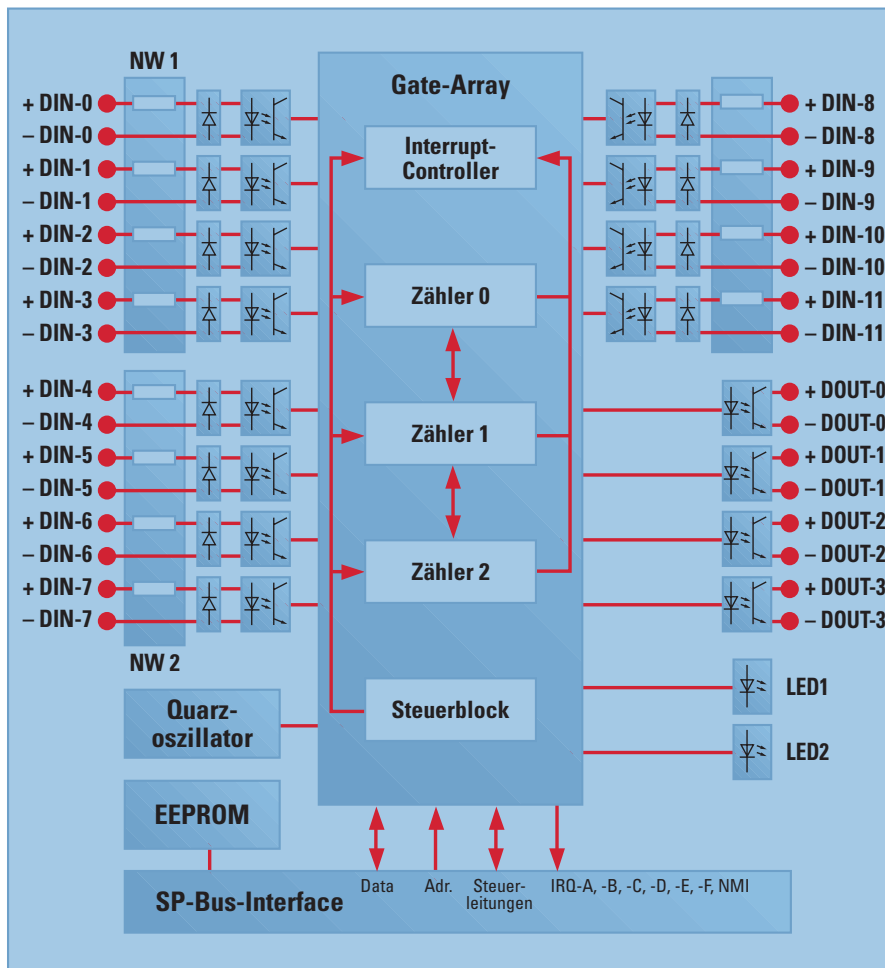 NW 1
+ DIN-0
– DIN-0
+ DIN-1
– DIN-1
+ DIN-2
– DIN-2
+ DIN-3
– DIN-3
+ DIN-4
– DIN-4
+ DIN-5
– DIN-5
+ DIN-6
– DIN-6
+ DIN-7
– DIN-7
NW 2
Gate-Array
Interrupt-
Controller
Zähler 0
Zähler 1
Zähler 2
Steuerblock
+ DIN-8
– DIN-8
+ DIN-9
– DIN-9
+ DIN-10
– DIN-10
+ DIN-11
– DIN-11
+ DOUT-0
– DOUT-0
+ DOUT-1
– DOUT-1
+ DOUT-2
– DOUT-2
+ DOUT-3
– DOUT-3
LED1
LED2
Quarz-
oszillator
EEPROM
SP-Bus-Interface
Data
Adr.
Steuer-
leitungen
IRQ-A, -B, -C, -D, -E, -F, NMI